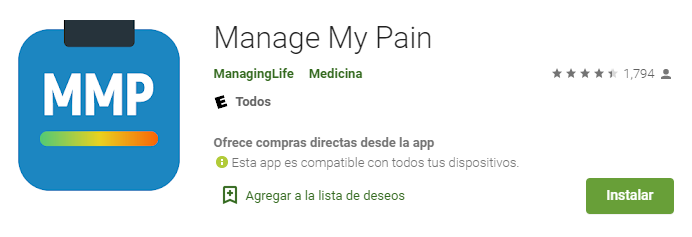 MMP
Manage My Pain
ManagingLife Medicina 1,794
E Todos
Ofrece compras directas desde la app
Esta app es compatible con todos tus dispositivos.
Agregar a la lista de deseos Instalar